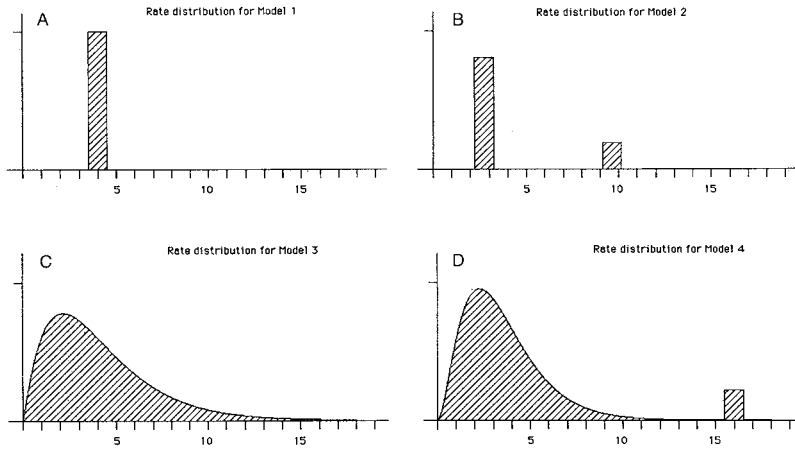 A
Rate distribution for Model 1
5
10
15
B
Rate distribution for Model 2
5
10
15
C
Rate distribution for Model 3
5
10
15
D
Rate distribution for Model 4
5
10
15